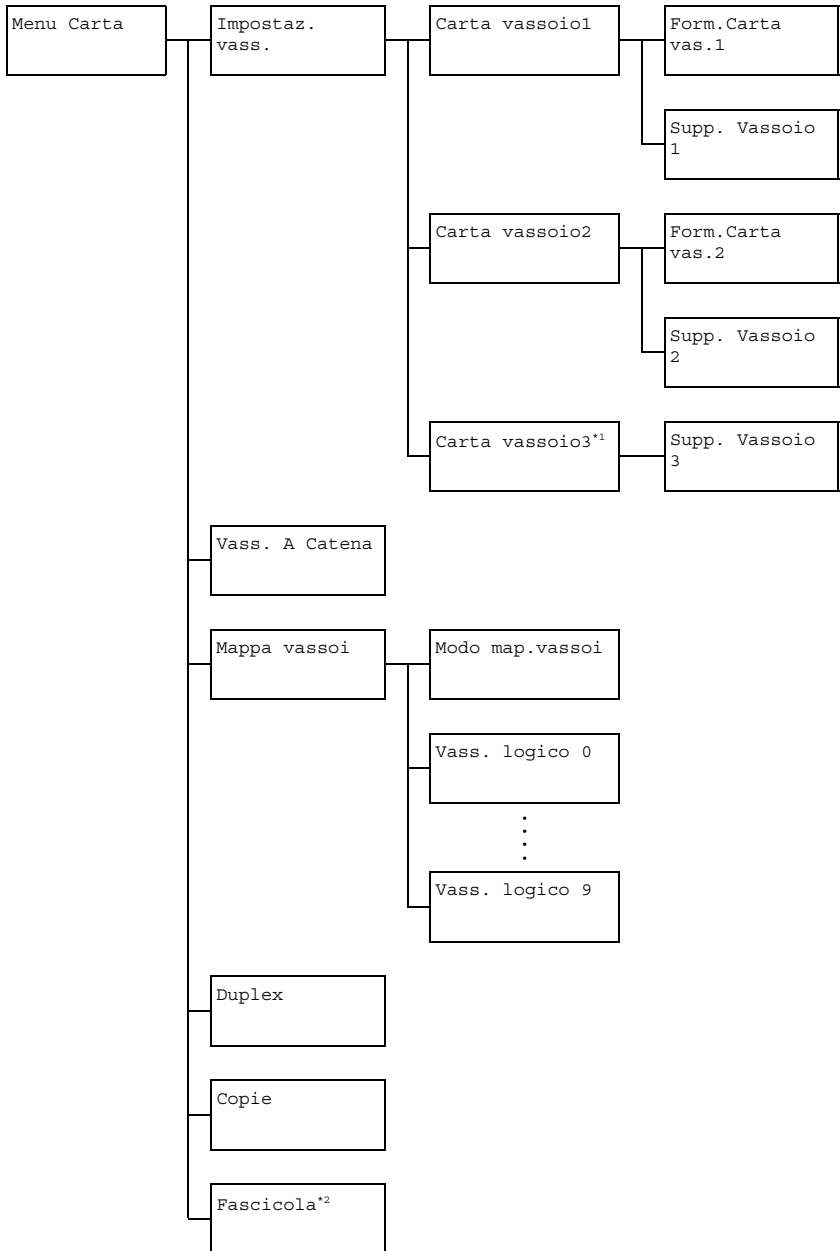 Menu Carta
Impostaz.
vass.
Carta vassoio1
Form.Carta
vas.1
Supp. Vassoio
1
Carta vassoio2
Form.Carta
vas.2
Supp. Vassoio
2
Carta vassoio3*1
Supp. Vassoio
3
Vass. A Catena
Mappa vassoi
Modo map.vassoi
Vass. logico 0
Vass. logico 9
Duplex
Copie
Fascicola*2